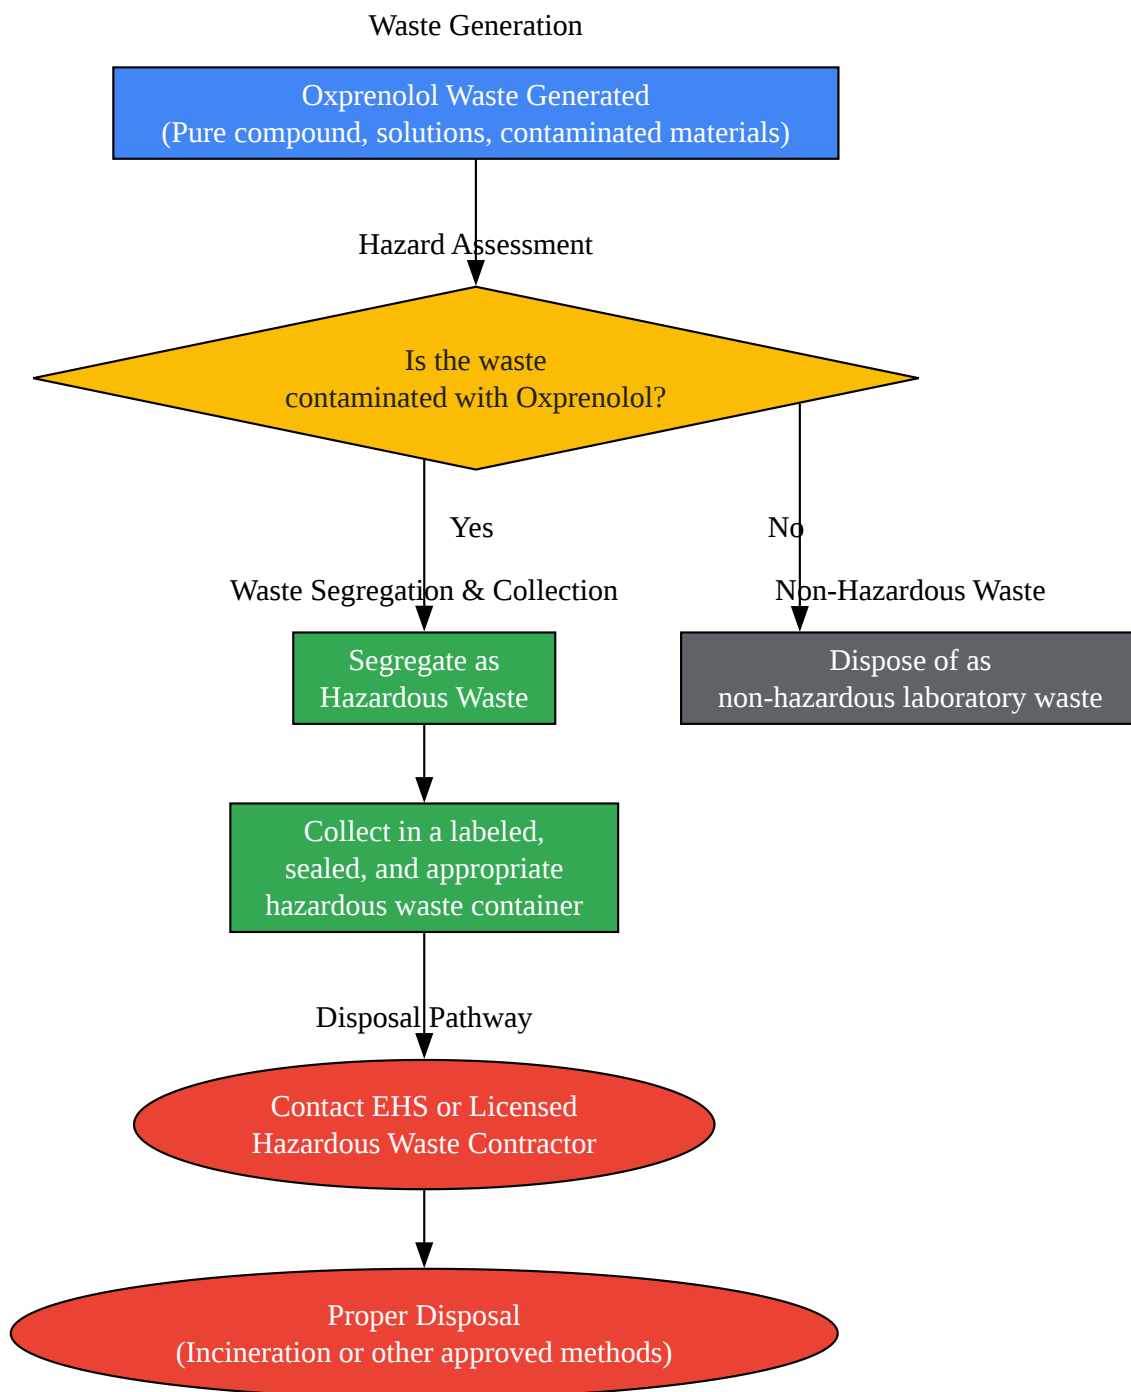 Waste Generation
Oxprenolol Waste Generated
(Pure compound, solutions, contaminated materials)
Hazard Assessment
Is the waste
contaminated with Oxprenolol?
Yes
No
Waste Segregation & Collection
Non-Hazardous Waste
Segregate as
Hazardous Waste
Dispose of as
non-hazardous laboratory waste
Collect in a labeled,
sealed, and appropriate
hazardous waste container
Disposal Pathway
Contact EHS or Licensed
Hazardous Waste Contractor
Proper Disposal
(Incineration or other approved methods)